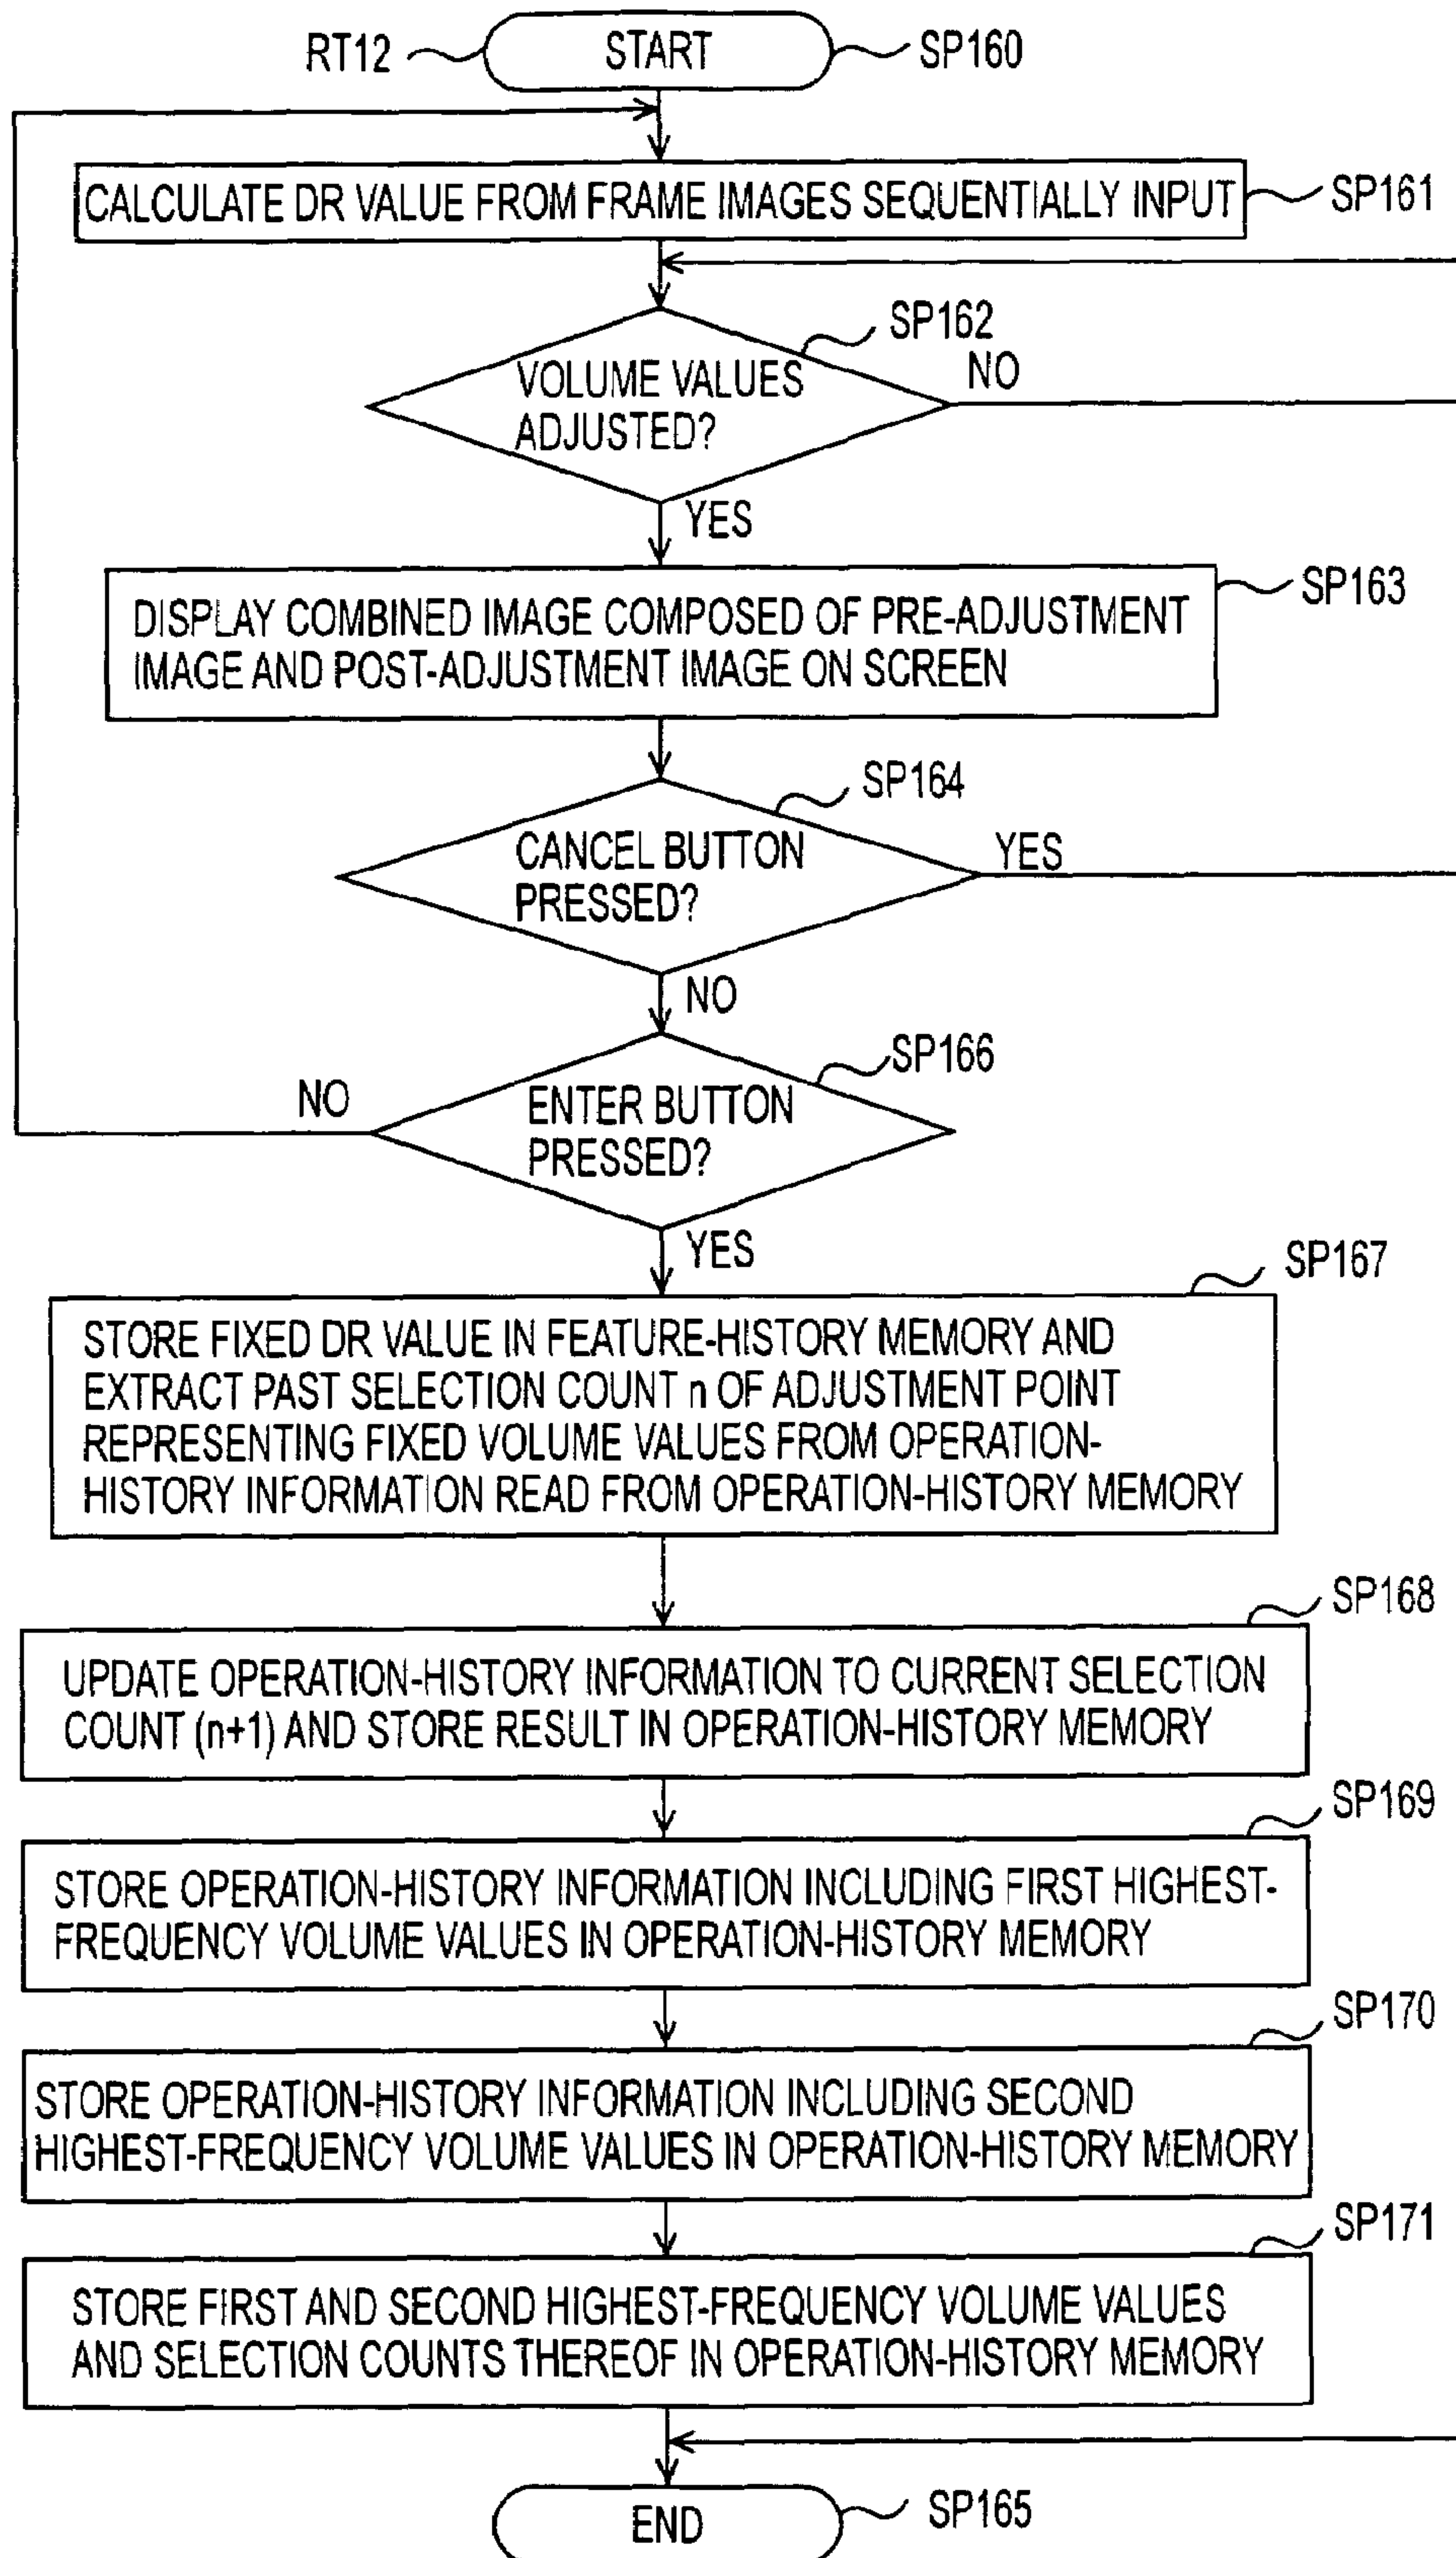 RT12
START
SP160
CALCULATE DR VALUE FROM FRAME IMAGES SEQUENTIALLY INPUT
SP161
SP162
VOLUME VALUES
ADJUSTED?
NO
YES
SP163
DISPLAY COMBINED IMAGE COMPOSED OF PRE-ADJUSTMENT
IMAGE AND POST-ADJUSTMENT IMAGE ON SCREEN
SP164
CANCEL BUTTON
PRESSED?
YES
NO
SP166
ENTER BUTTON
PRESSED?
NO
YES
SP167
STORE FIXED DR VALUE IN FEATURE-HISTORY MEMORY AND
EXTRACT PAST SELECTION COUNT n OF ADJUSTMENT POINT
REPRESENTING FIXED VOLUME VALUES FROM OPERATION-
HISTORY INFORMATION READ FROM OPERATION-HISTORY MEMORY
SP168
UPDATE OPERATION-HISTORY INFORMATION TO CURRENT SELECTION
COUNT (n+1) AND STORE RESULT IN OPERATION-HISTORY MEMORY
SP169
STORE OPERATION-HISTORY INFORMATION INCLUDING FIRST HIGHEST-
FREQUENCY VOLUME VALUES IN OPERATION-HISTORY MEMORY
SP170
STORE OPERATION-HISTORY INFORMATION INCLUDING SECOND
HIGHEST-FREQUENCY VOLUME VALUES IN OPERATION-HISTORY MEMORY
SP171
STORE FIRST AND SECOND HIGHEST-FREQUENCY VOLUME VALUES
AND SELECTION COUNTS THEREOF IN OPERATION-HISTORY MEMORY
END
SP165